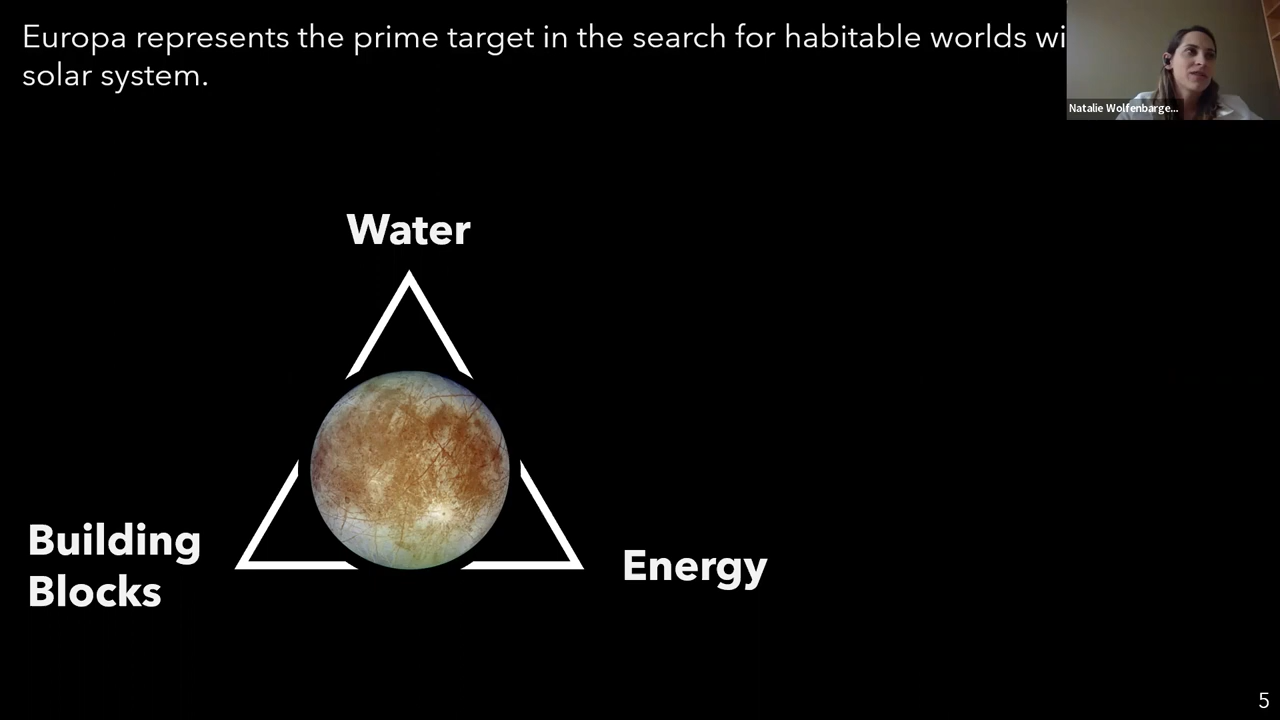 Europa represents the prime target in the search for habitable worlds wi
solar system.
Natalie Wolfenbarge...
Water
Building
Blocks
Energy
5